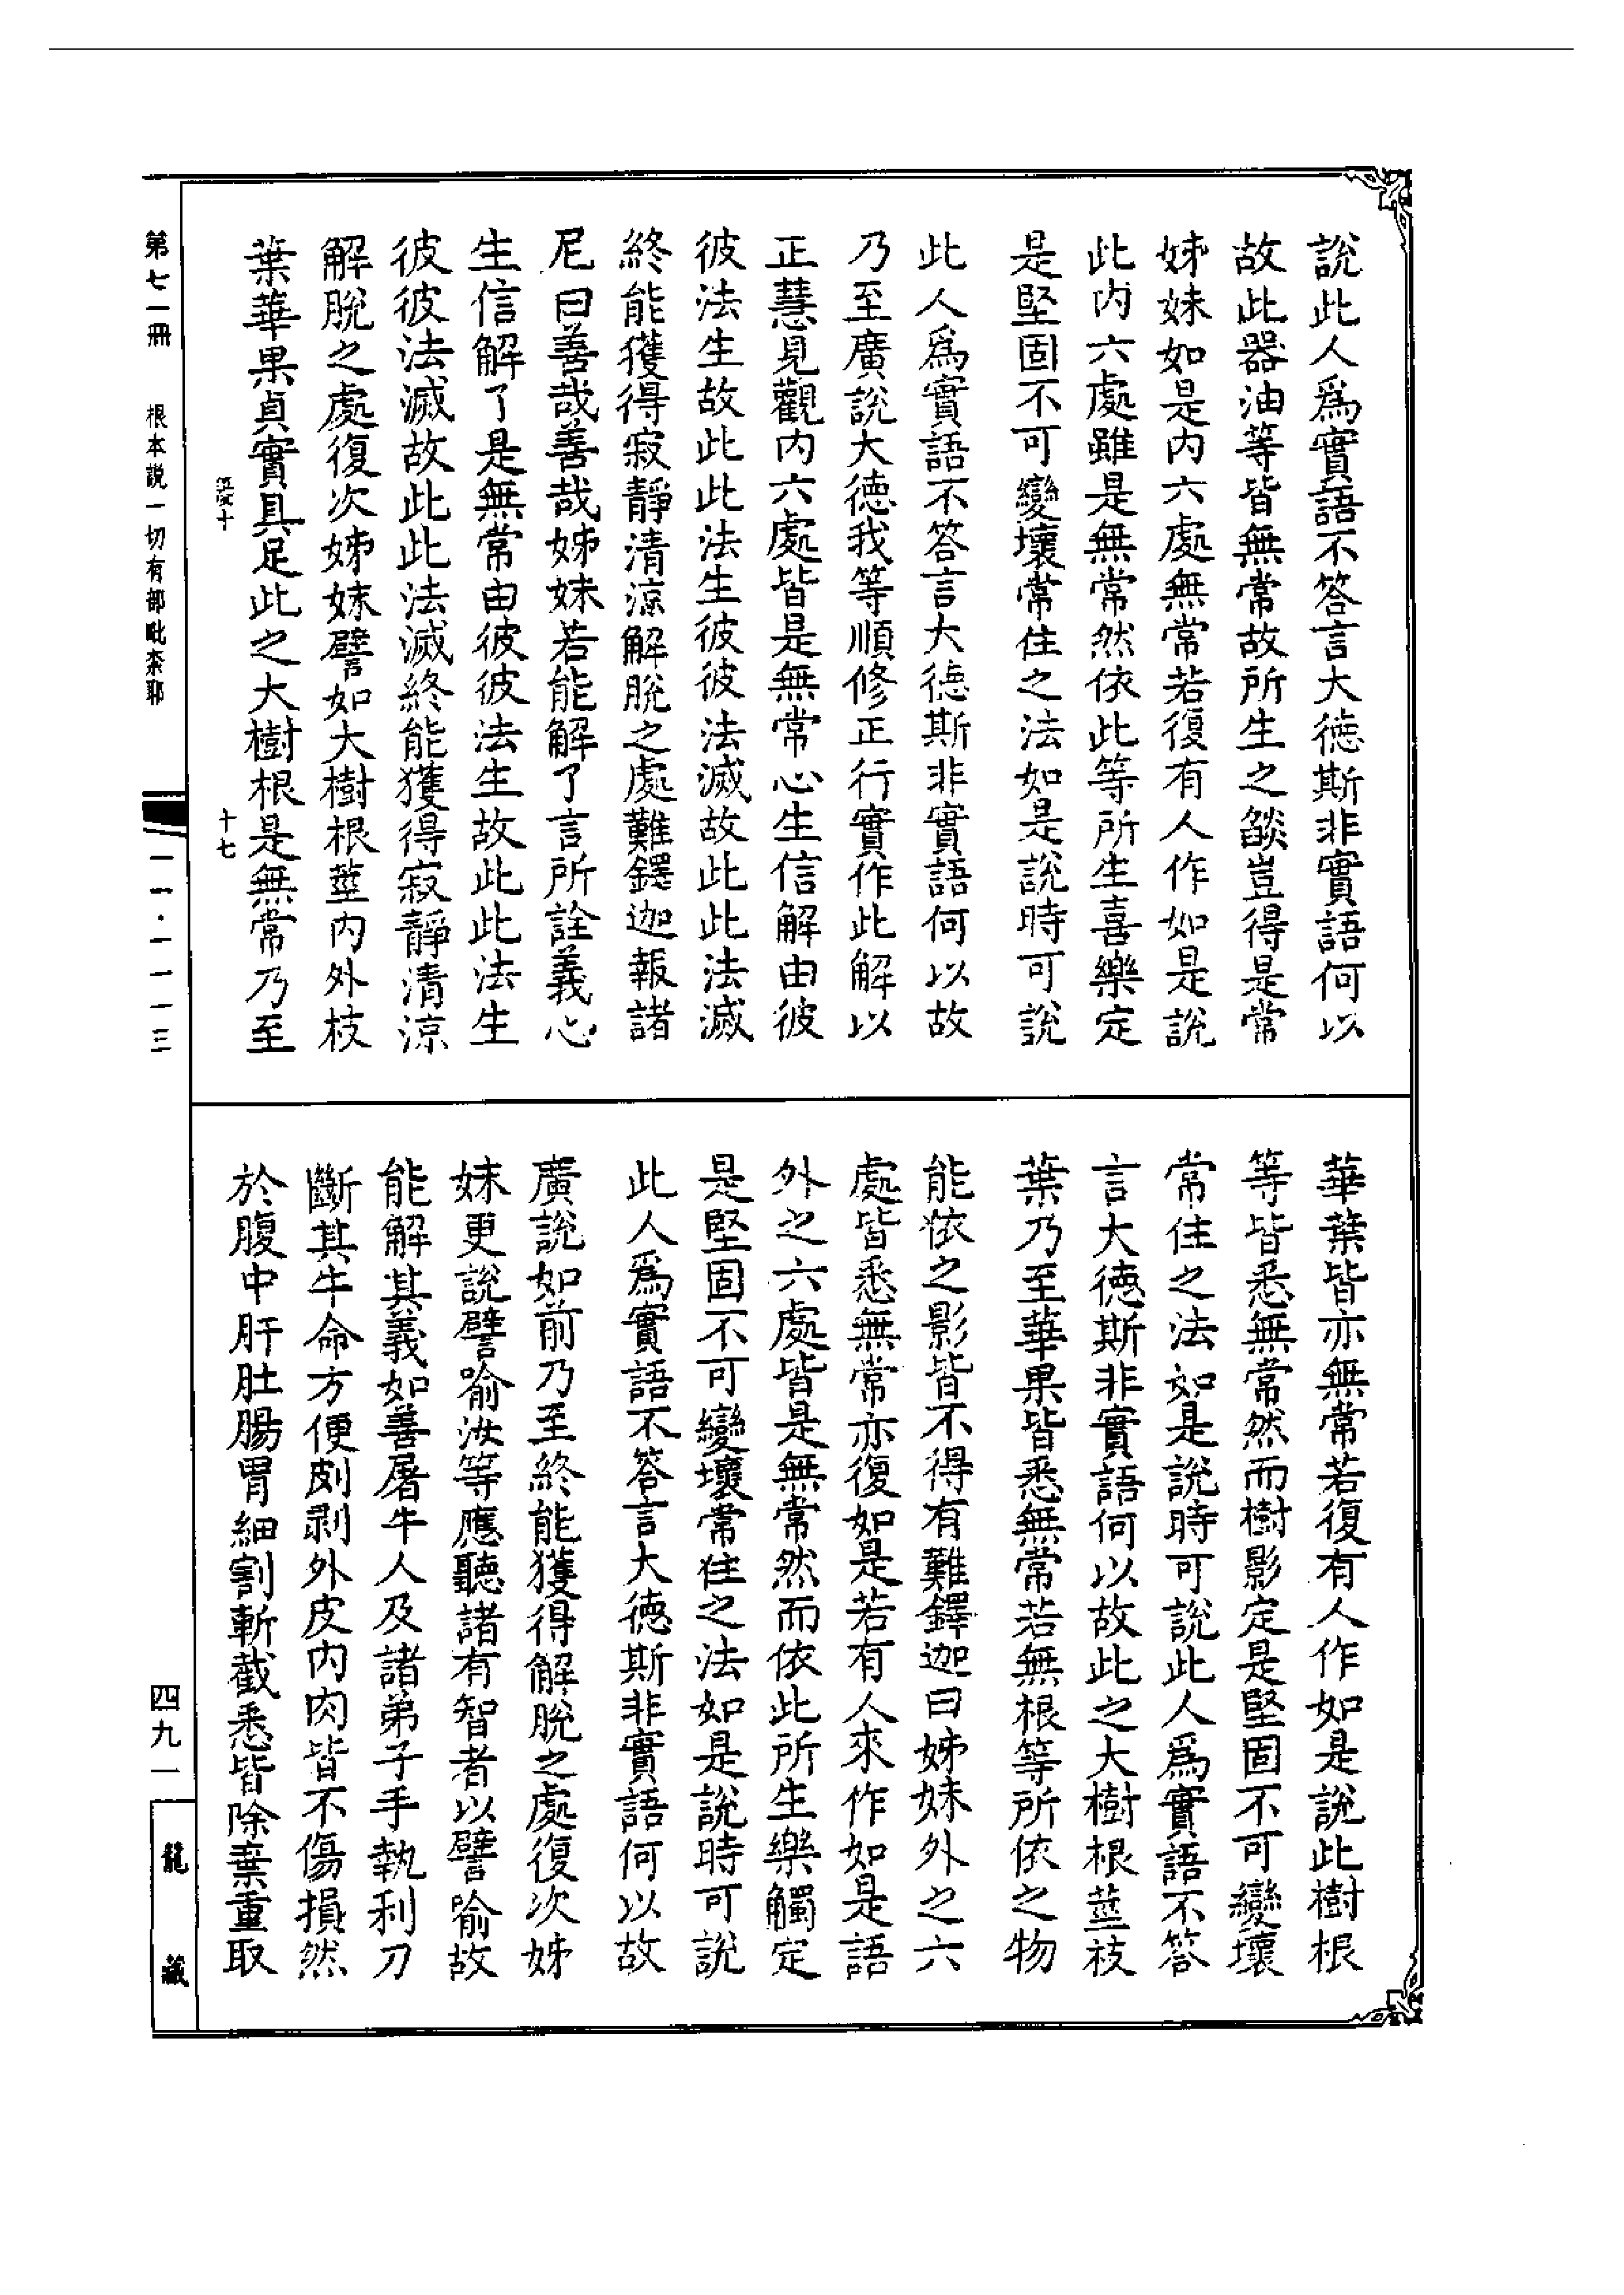 說此人爲實語不答言大德斯非實語何以
故此器油等皆無常故所生之燄豈得是常
姊妹如是内六處無常若復有人作如是說
此内六處雖是無常然依此等所生喜樂定
是堅固不可變壞常住之法如是說時可說
此人爲實語不答言大德斯非實語何以故
乃至廣說大德我等順修正行實作此解以
正慧見觀内六處皆是無常心生信解由彼
彼法生故此此法生彼彼法滅故此此法滅
終能獲得寂靜清涼解脫之處難鐸迦報諸
尼曰善哉善哉姊妹若能解了言所詮義心
生信解了是無常由彼彼法生故此此法生
彼彼法滅故此此法滅終能獲得寂靜清涼
解脫之處復次姊妹譬如大樹根莖内外枝
葉華果貞實具足此之大樹根是無常乃至
華葉皆亦無常若復有人作如是說此樹根
等皆悉無常然而樹影定是堅固不可變壞
常住之法如是說時可說此人爲實語不答
言大德斯非實語何以故此之大樹根莖枝
葉乃至華果皆悉無常若無根等所依之物
能依之影皆不得有難鐸迦曰姊妹外之六
處皆悉無常亦復如是若有人來作如是語
外之六處皆是無常然而依此所生樂觸定
是堅固不可變壞常住之法如是說時可說
此人爲實語不答言大德斯非實語何以故
廣說如前乃至終能獲得解脫之處復次姊
妹更說譬喻汝等應聽諸有智者以譬喻故
能解其義如善屠牛人及諸弟子手執利刀
斷其牛命方便皮剥外皮内肉皆不傷損然
於腹中肝肚腸胃細割斬截悉皆除棄重取
十七
第七一冊
根本説一切有部毗奈耶
一一·一一一三
四九一
龍藏